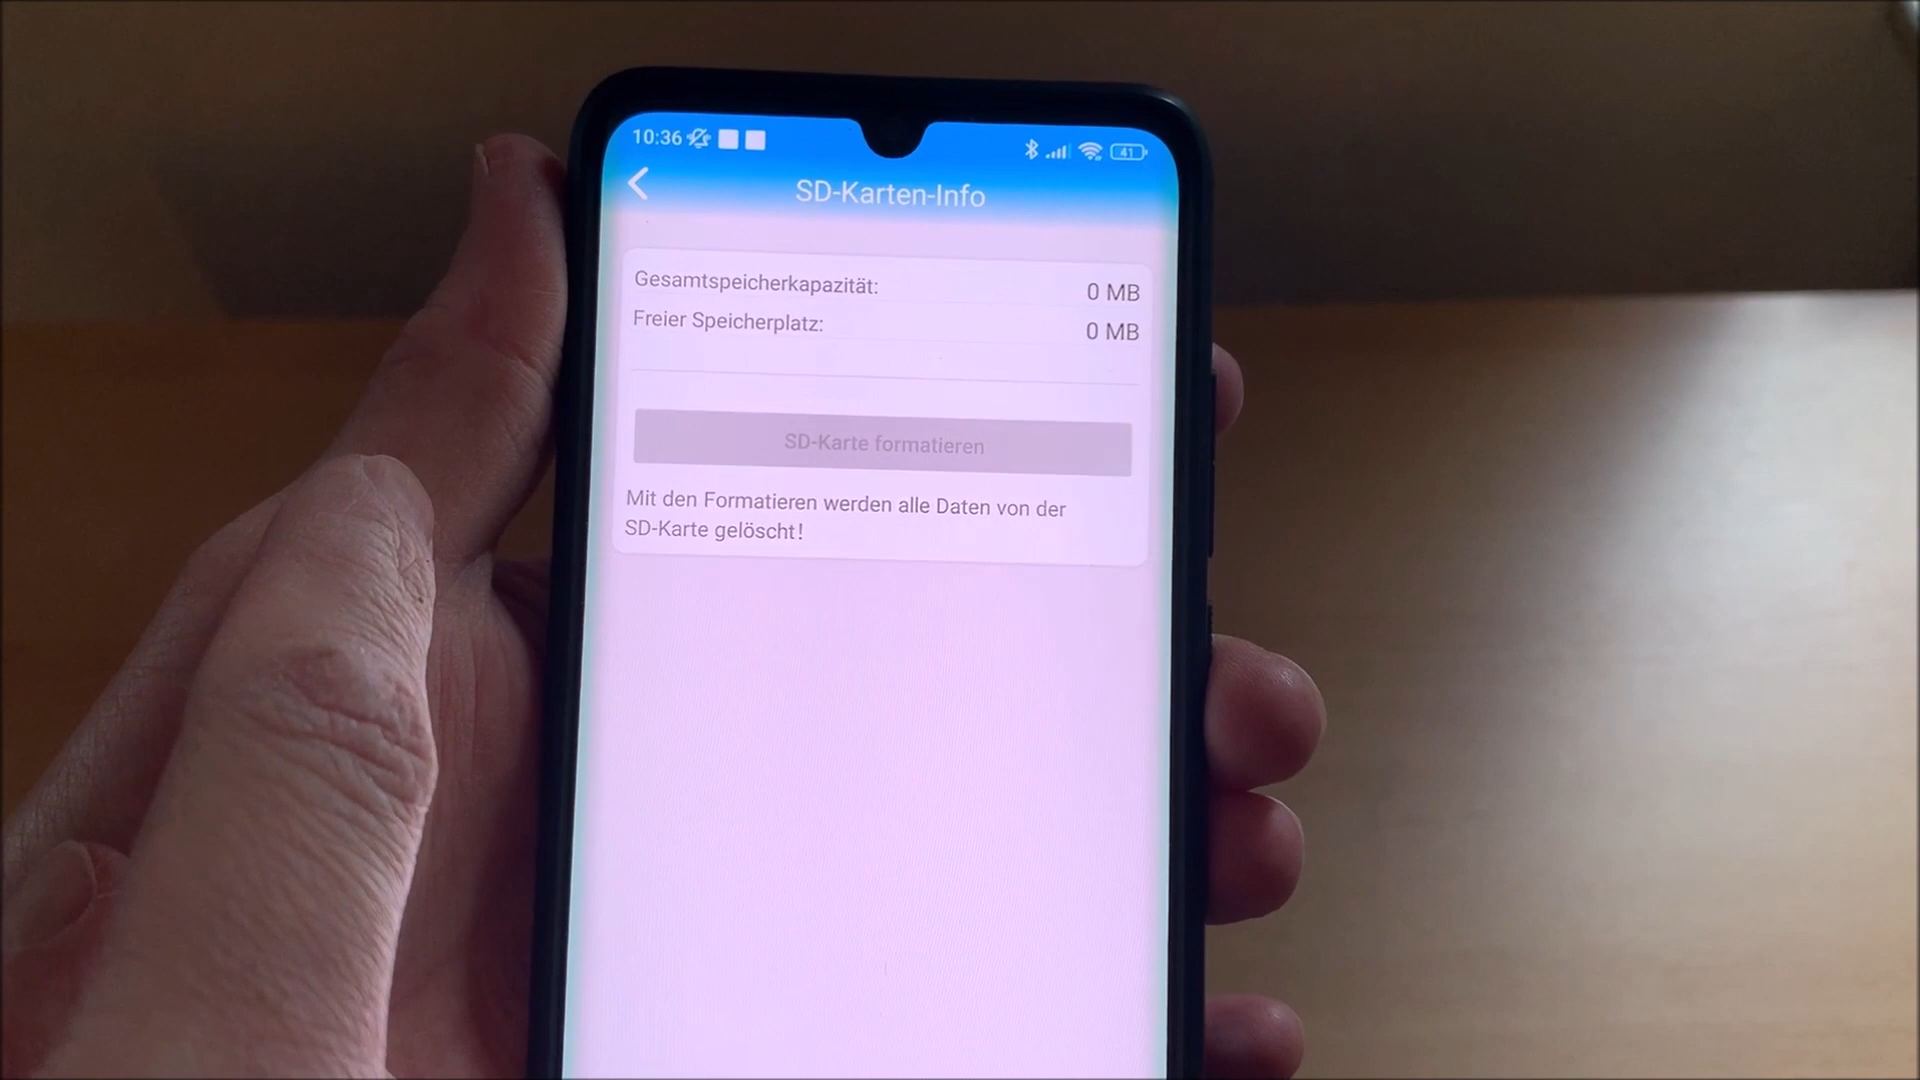 10:36
41
SD-Karten-Info
Gesamtspeicherkapazität: 0 MB
Freier Speicherplatz: 0 MB
SD-Karte formatieren
Mit den Formatieren werden alle Daten von der
SD-Karte gelöscht!